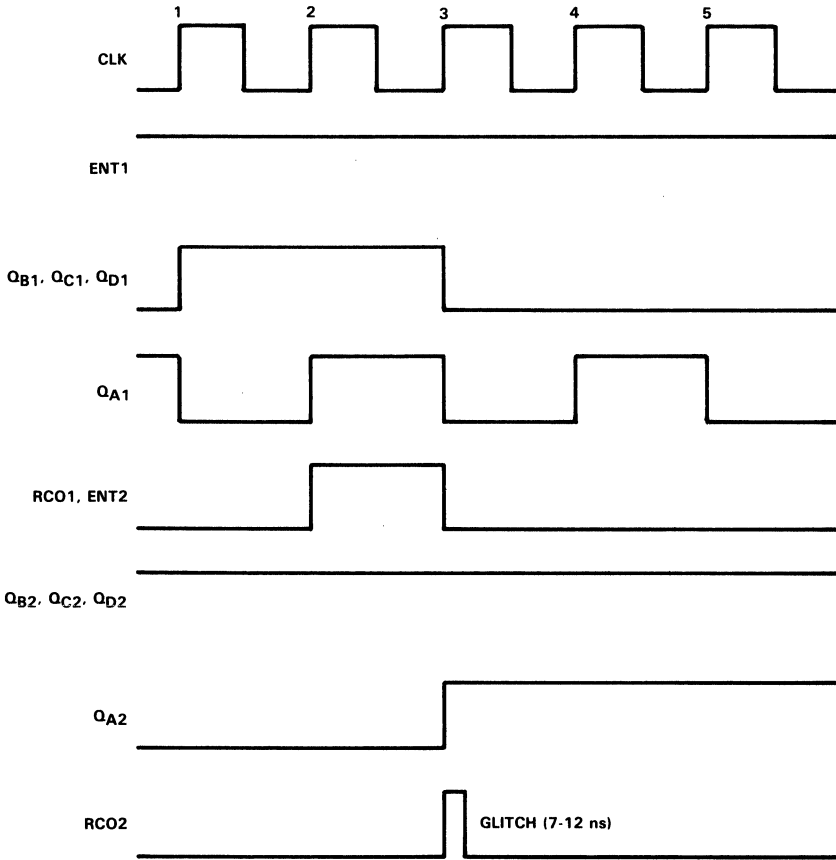 1 2 3 4 5
CLK
ENT1
QB1, QC1, QD1
QA1
RCO1, ENT2
QB2, QC2, QD2
QA2
RCO2
GLITCH (7-12 ns)